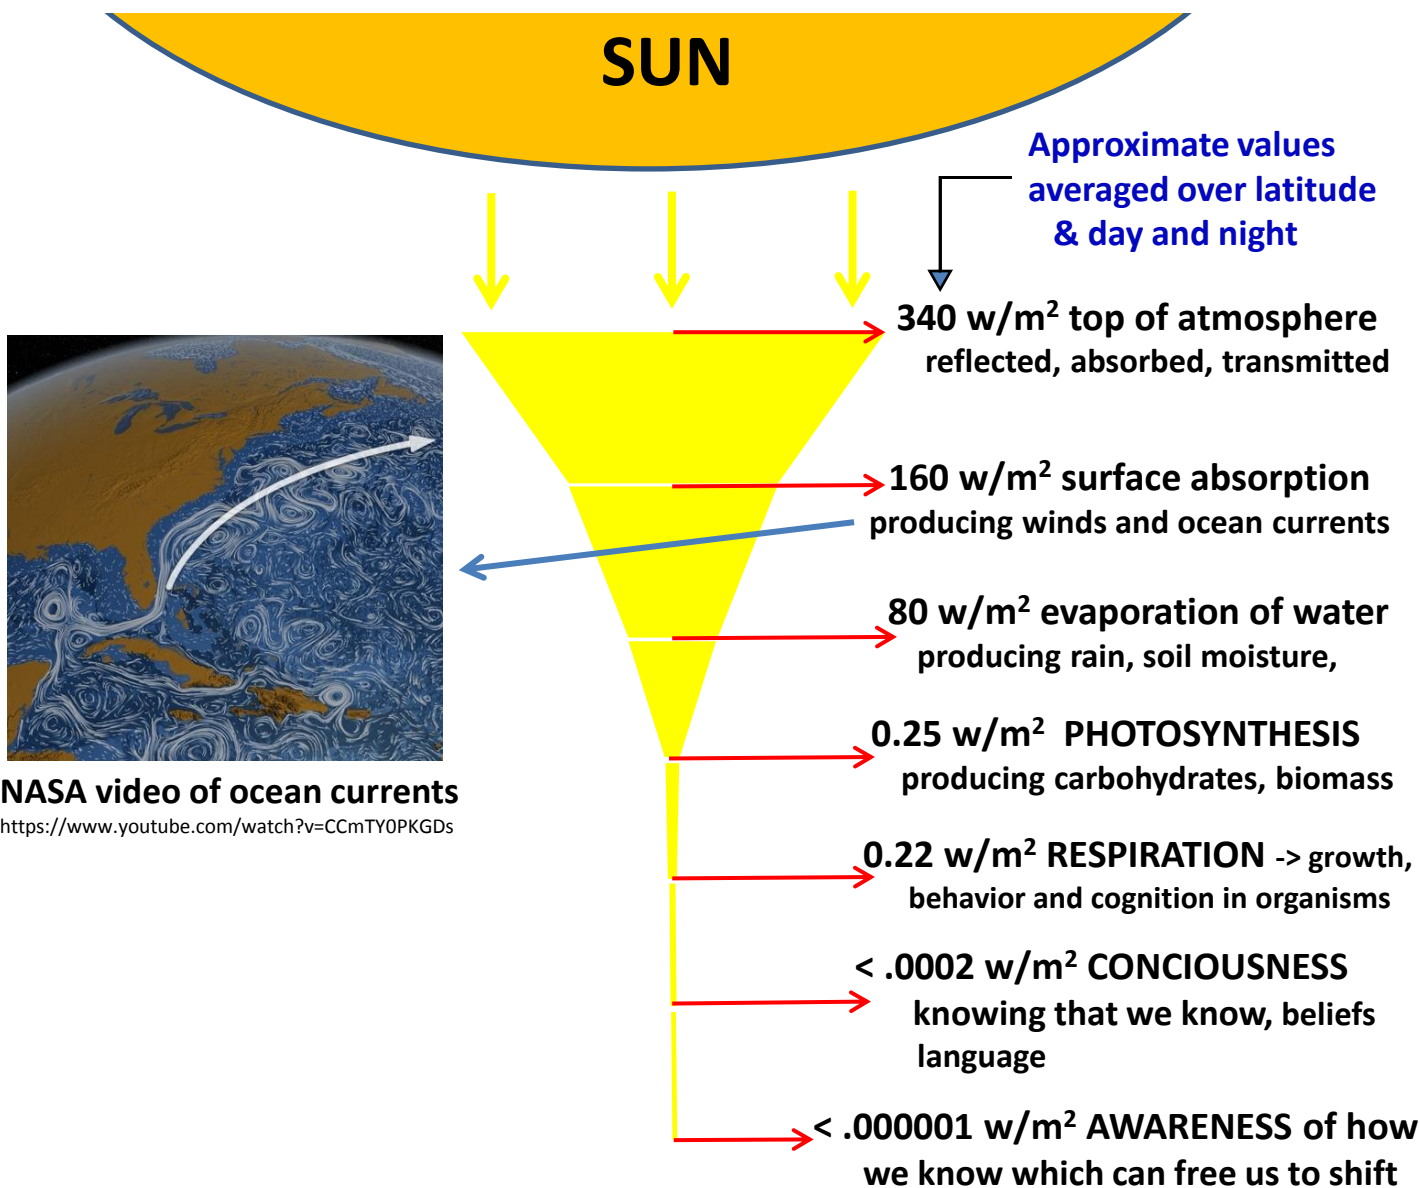 SUN
Approximate values
averaged over latitude
& day and night
340 w/m² top of atmosphere
reflected, absorbed, transmitted
160 w/m² surface absorption
producing winds and ocean currents
80 w/m² evaporation of water
producing rain, soil moisture,
0.25 w/m² PHOTOSYNTHESIS
producing carbohydrates, biomass
NASA video of ocean currents
https://www.youtube.com/watch?v=CCmTY0PKGDs
0.22 w/m² RESPIRATION -> growth,
behavior and cognition in organisms
< .0002 w/m² CONCIOUSNESS
knowing that we know, beliefs
language
< .000001 w/m² AWARENESS of how
we know which can free us to shift